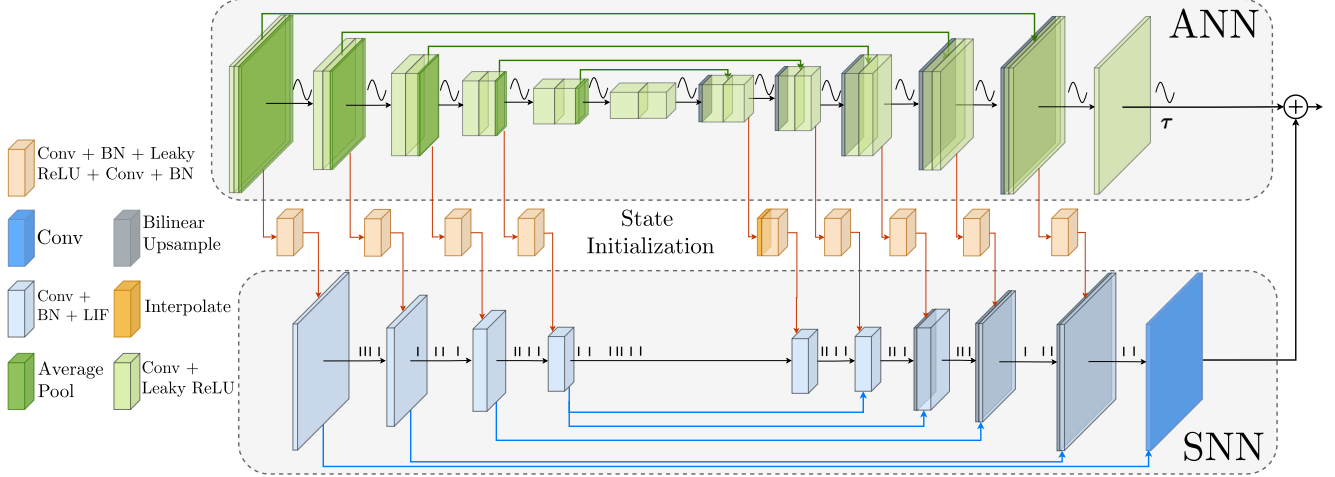 ANN
τ
Conv + BN + Leaky
ReLU + Conv + BN
State
Initialization
Conv
Bilinear
Upsample
Conv +
BN + LIF
Interpolate
Average
Pool
Conv +
Leaky ReLU
SNN